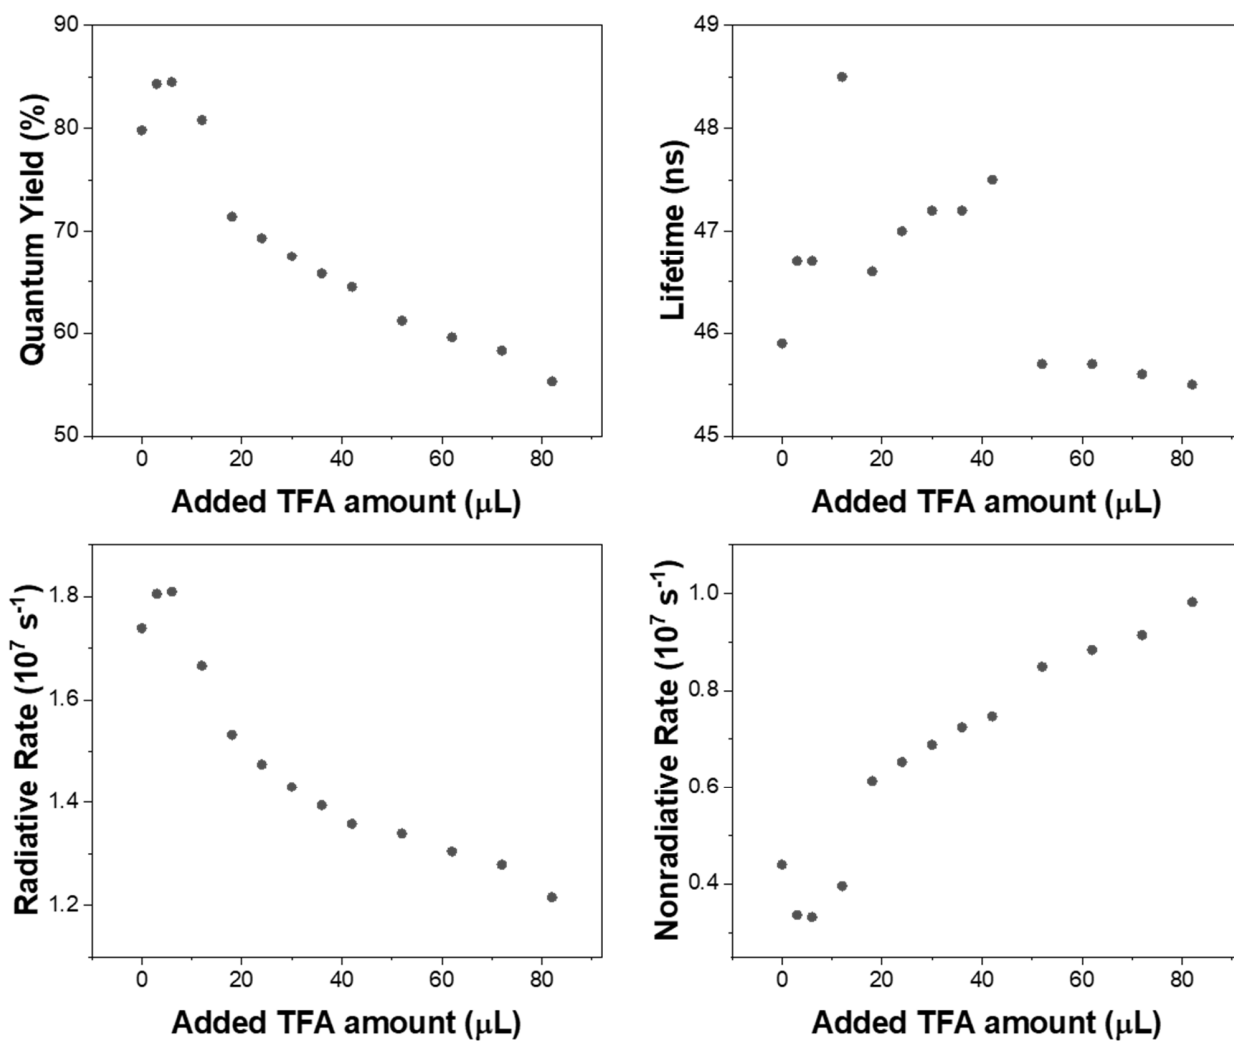 90
80
70
60
50
Quantum Yield (%)
0 20 40 60 80
Added TFA amount (μL)
49
48
47
46
45
Lifetime (ns)
0 20 40 60 80
Added TFA amount (μL)
1.8
1.6
1.4
1.2
Radiative Rate (10⁷ s⁻¹)
0 20 40 60 80
Added TFA amount (μL)
1.0
0.8
0.6
0.4
Nonradiative Rate (10⁷ s⁻¹)
0 20 40 60 80
Added TFA amount (μL)